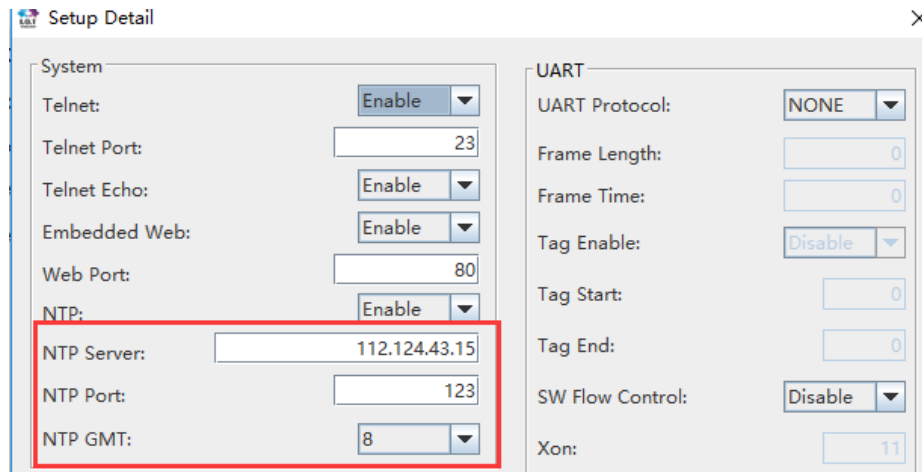 Setup Detail
System
Telnet: Enable
Telnet Port: 23
Telnet Echo: Enable
Embedded Web: Enable
Web Port: 80
NTP: Enable
NTP Server: 112.124.43.15
NTP Port: 123
NTP GMT: 8
UART
UART Protocol: NONE
Frame Length: 0
Frame Time: 0
Tag Enable: Disable
Tag Start: 0
Tag End: 0
SW Flow Control: Disable
Xon: 11